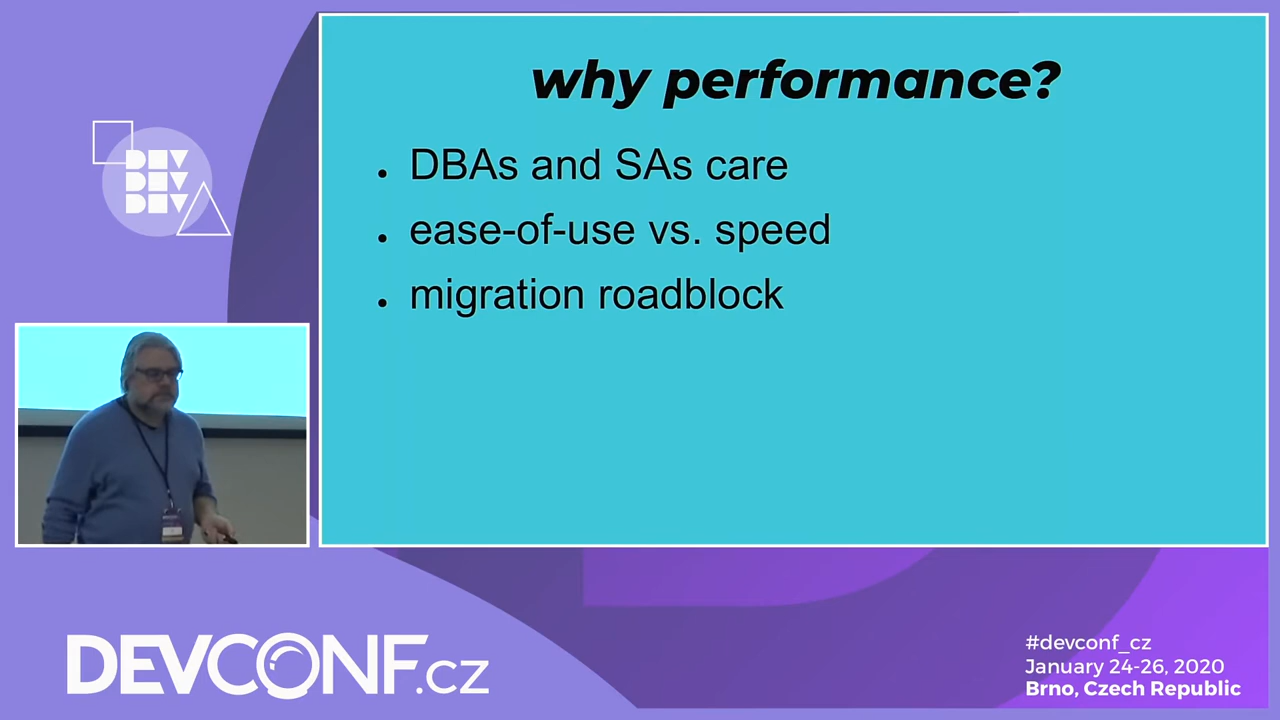 why performance?
• DBAs and SAs care
• ease-of-use vs. speed
• migration roadblock
DEV
DEV
DEV
DEVCONF.cz
#devconf_cz
January 24-26, 2020
Brno, Czech Republic